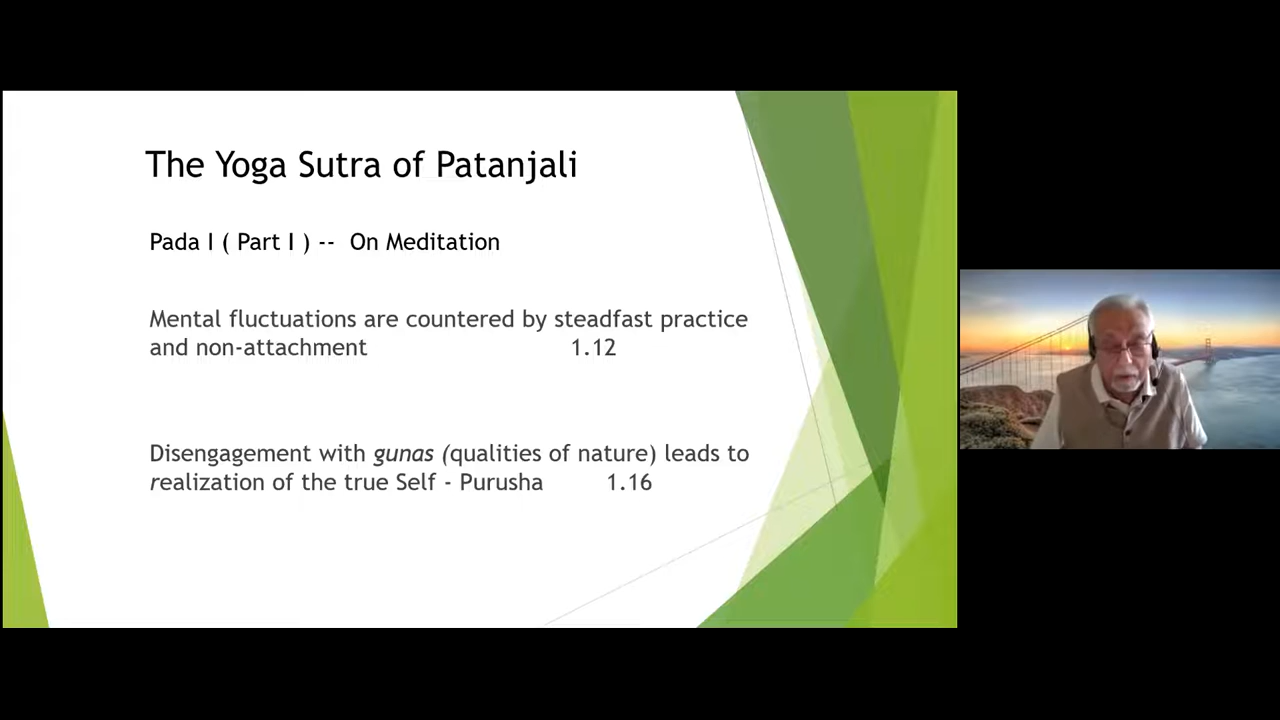 The Yoga Sutra of Patanjali
Pada I ( Part I ) -- On Meditation
Mental fluctuations are countered by steadfast practice
and non-attachment 1.12
Disengagement with gunas (qualities of nature) leads to
realization of the true Self - Purusha 1.16